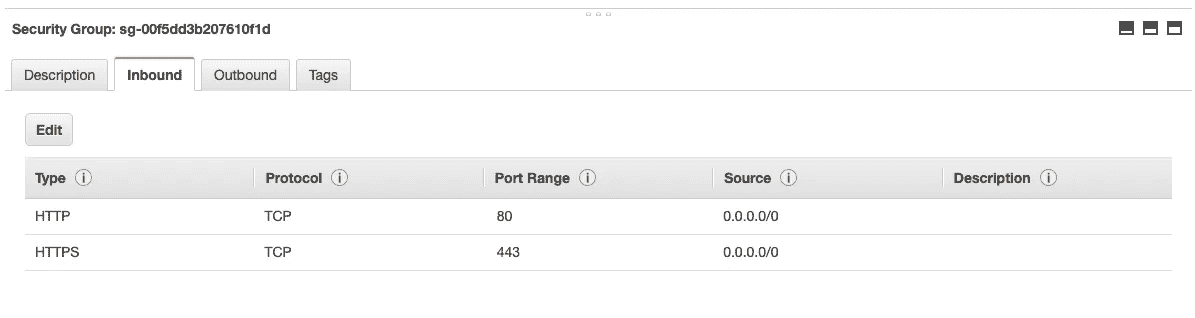 Security Group: sg-00f5dd3b207610f1d
Description Inbound Outbound Tags
Edit
Type Protocol Port Range Source Description
HTTP TCP 80 0.0.0.0/0
HTTPS TCP 443 0.0.0.0/0